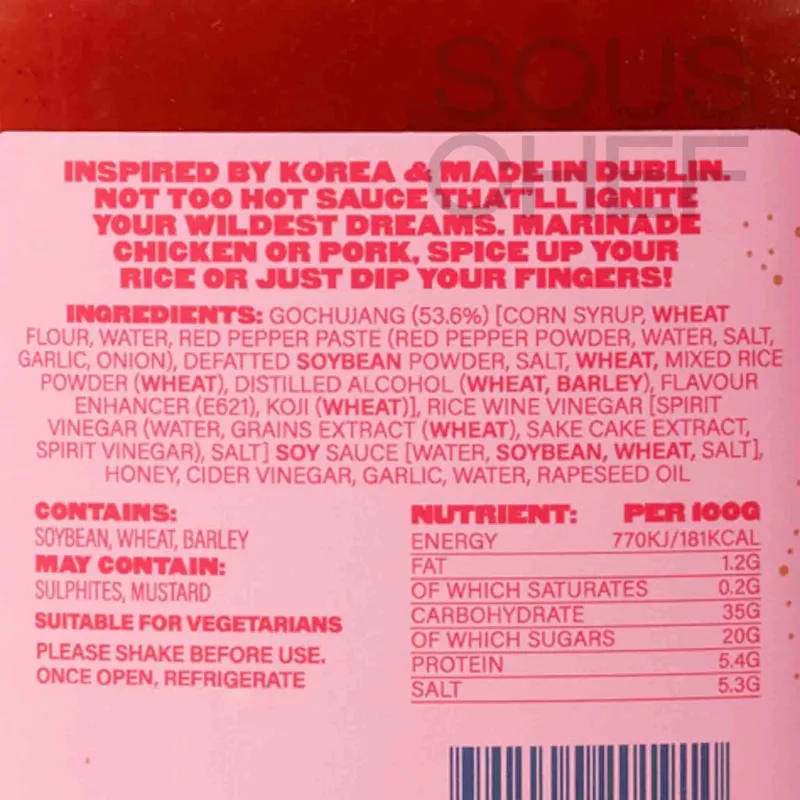 SOUS
CHEF
INSPIRED BY KOREA & MADE IN DUBLIN.
NOT TOO HOT SAUCE THAT'LL IGNITE
YOUR WILDEST DREAMS. MARINADE
CHICKEN OR PORK, SPICE UP YOUR
RICE OR JUST DIP YOUR FINGERS!
INGREDIENTS: GOCHUJANG (53.6%) [CORN SYRUP, WHEAT
FLOUR, WATER, RED PEPPER PASTE (RED PEPPER POWDER, WATER, SALT,
GARLIC, ONION), DEFATTED SOYBEAN POWDER, SALT, WHEAT, MIXED RICE
POWDER (WHEAT), DISTILLED ALCOHOL (WHEAT, BARLEY), FLAVOUR
ENHANCER (E621), KOJI (WHEAT)], RICE WINE VINEGAR [SPIRIT
VINEGAR (WATER, GRAINS EXTRACT (WHEAT), SAKE CAKE EXTRACT,
SPIRIT VINEGAR), SALT] SOY SAUCE [WATER, SOYBEAN, WHEAT, SALT],
HONEY, CIDER VINEGAR, GARLIC, WATER, RAPESEED OIL
CONTAINS:
SOYBEAN, WHEAT, BARLEY
MAY CONTAIN:
SULPHITES, MUSTARD
SUITABLE FOR VEGETARIANS
PLEASE SHAKE BEFORE USE.
ONCE OPEN, REFRIGERATE
NUTRIENT: PER 100G
ENERGY 770KJ/181KCAL
FAT 1.2G
OF WHICH SATURATES 0.2G
CARBOHYDRATE 35G
OF WHICH SUGARS 20G
PROTEIN 5.4G
SALT 5.3G